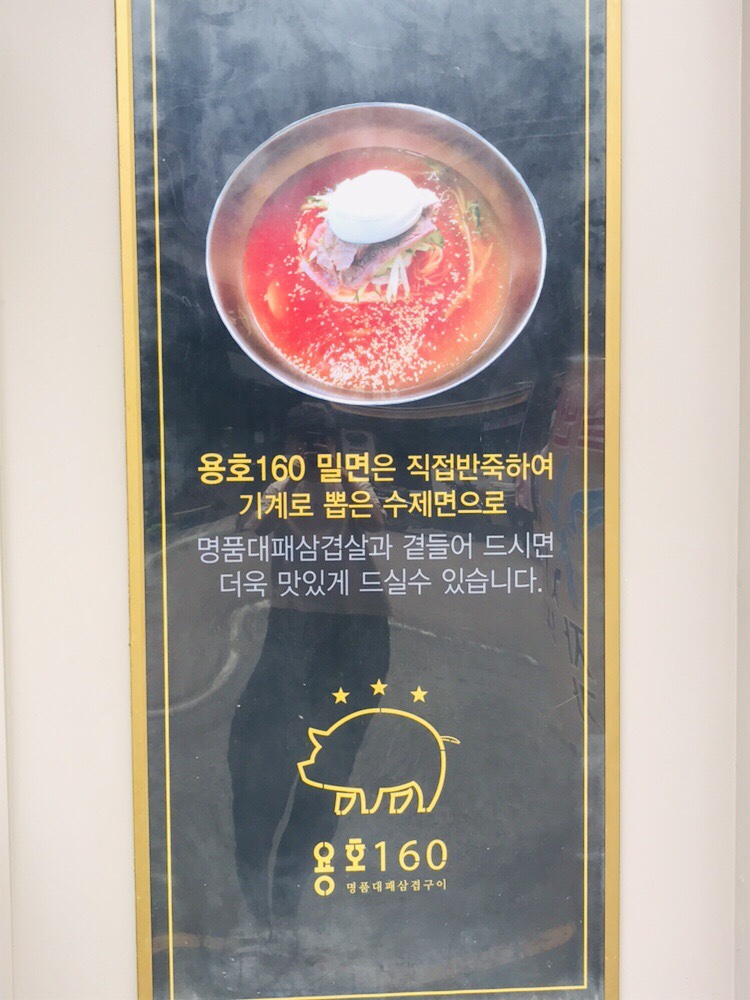 용호160 밀면은 직접반죽하여
기계로 뽑은 수제면으로
명품대패삼겹살과 곁들어 드시면
더욱 맛있게 드실수 있습니다.
용호160
명품대패삼겹구이